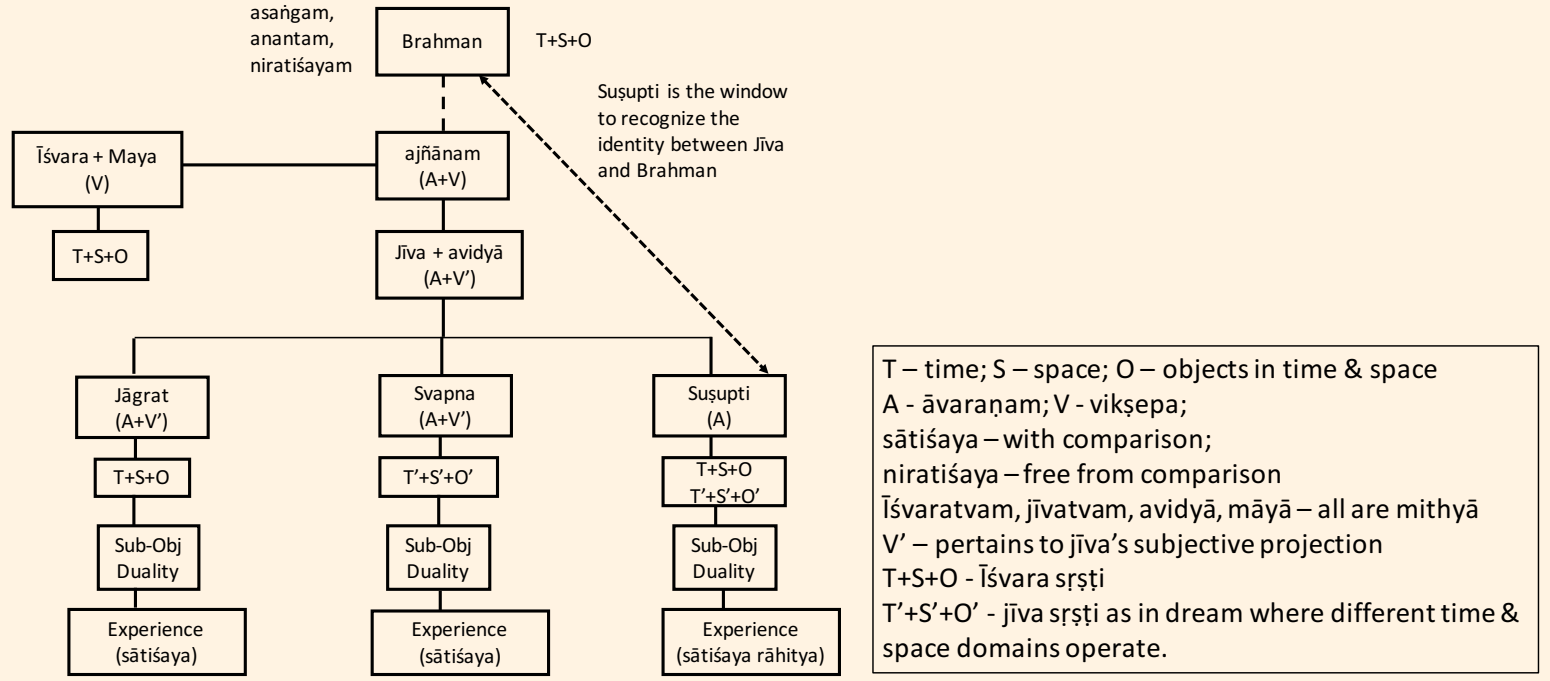 asaṅgam,
anantam,
niratiśayam
Brahman
T+S+O
Suṣupti is the window
to recognize the
identity between Jīva
and Brahman
Īśvara + Maya
(V)
ajñānam
(A+V)
T+S+O
Jīva + avidyā
(A+V’)
Jāgrat
(A+V’)
Svapna
(A+V’)
Suṣupti
(A)
T+S+O
T’+S’+O’
T+S+O
T’+S’+O’
Sub-Obj
Duality
Sub-Obj
Duality
Sub-Obj
Duality
Experience
(sātiśaya)
Experience
(sātiśaya)
Experience
(sātiśaya rāhitya)
T – time; S – space; O – objects in time & space
A - āvaraṇam; V - vikṣepa;
sātiśaya – with comparison;
niratiśaya – free from comparison
Īśvaratvam, jīvatvam, avidyā, māyā – all are mithyā
V’ – pertains to jīva’s subjective projection
T+S+O - Īśvara sṛṣṭi
T’+S’+O’ - jīva sṛṣṭi as in dream where different time &
space domains operate.